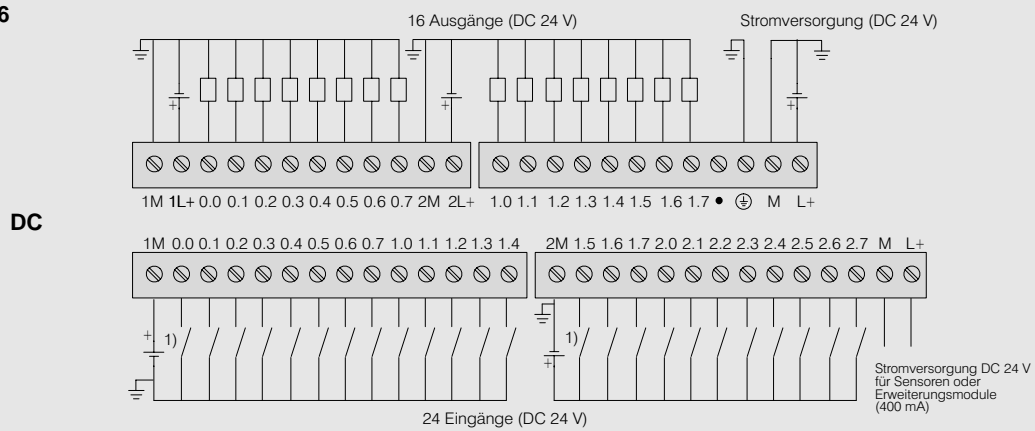 6
16 Ausgänge (DC 24 V) Stromversorgung (DC 24 V)
+ + +
1M 1L+ 0.0 0.1 0.2 0.3 0.4 0.5 0.6 0.7 2M 2L+ 1.0 1.1 1.2 1.3 1.4 1.5 1.6 1.7 • M L+
DC
1M 0.0 0.1 0.2 0.3 0.4 0.5 0.6 0.7 1.0 1.1 1.2 1.3 1.4 2M 1.5 1.6 1.7 2.0 2.1 2.2 2.3 2.4 2.5 2.6 2.7 M L+
+ 1) + 1)
Stromversorgung DC 24 V
für Sensoren oder
Erweiterungsmodule
(400 mA)
24 Eingänge (DC 24 V)